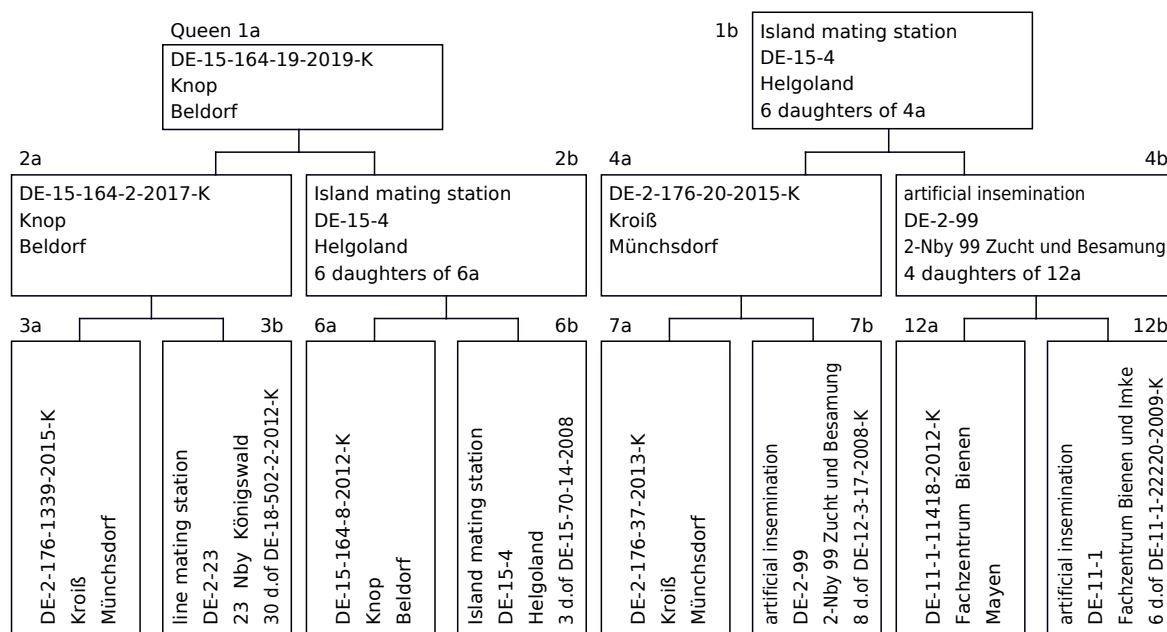 Queen 1a
DE-15-164-19-2019-K
Knop
Beldorf
1b
Island mating station
DE-15-4
Helgoland
6 daughters of 4a
2a
DE-15-164-2-2017-K
Knop
Beldorf
2b
Island mating station
DE-15-4
Helgoland
6 daughters of 6a
4a
DE-2-176-20-2015-K
Kroiß
Münchsdorf
4b
artificial insemination
DE-2-99
2-Nby 99 Zucht und Besamung
4 daughters of 12a
3a
DE-2-176-1339-2015-K
Kroiß
Münchsdorf
3b
line mating station
DE-2-23
23 Nby Königswald
30 d.of DE-18-502-2-2012-K
6a
DE-15-164-8-2012-K
Knop
Beldorf
6b
Island mating station
DE-15-4
Helgoland
3 d.of DE-15-70-14-2008
7a
DE-2-176-37-2013-K
Kroiß
Münchsdorf
7b
artificial insemination
DE-2-99
2-Nby 99 Zucht und Besamung
8 d.of DE-12-3-17-2008-K
12a
DE-11-1-11418-2012-K
Fachzentrum Bienen
Mayen
12b
artificial insemination
DE-11-1
Fachzentrum Bienen und Imke
6 d.of DE-11-1-22220-2009-K